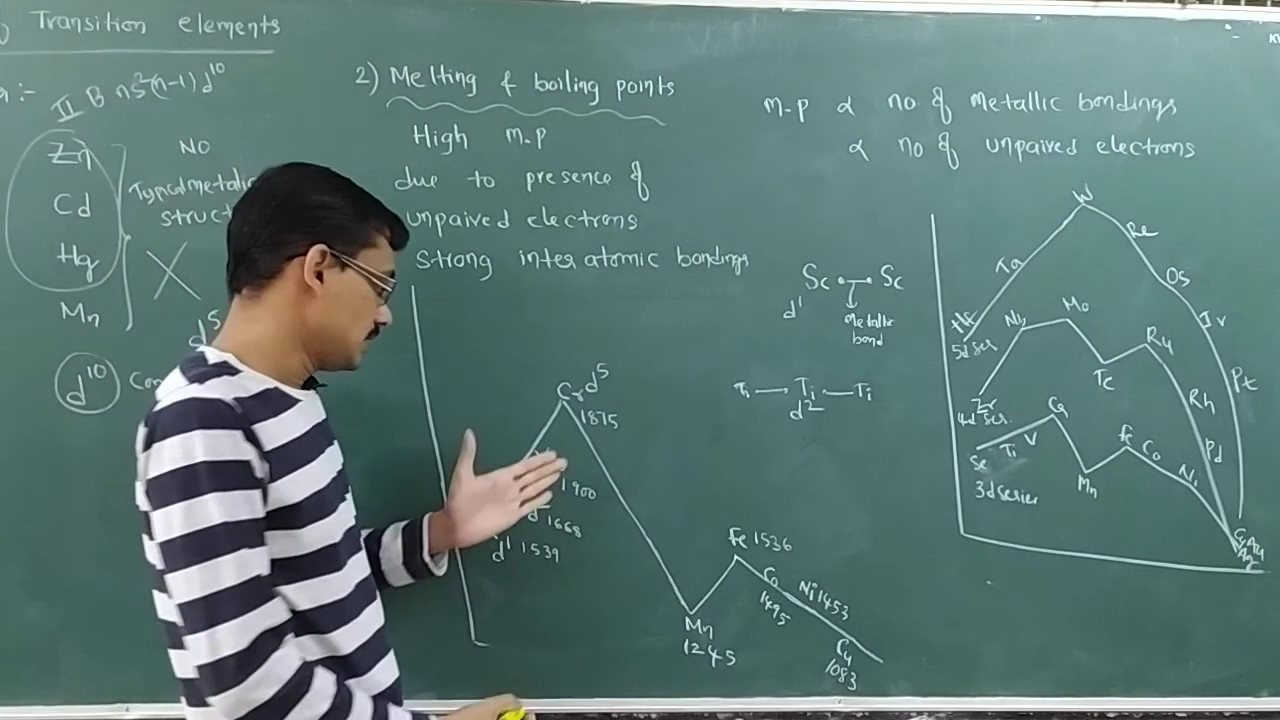 Transition elements
II B ns²(n-1)d¹⁰
Zn
Cd
Hg
Mn
NO
Typical metallic
struct
d⁵
d¹⁰
2) Melting & boiling points
High m.p
due to presence of
unpaired electrons
strong interatomic bondings
Cr d⁵
1875
1900
d² 1668
d¹ 1539
Mn
1245
Fe 1536
Co
1495
Ni 1453
Cu
1083
m.p α no of metallic bondings
α no of unpaired electrons
Sc Sc
d¹
Metallic
bond
Ti Ti Ti
d²
W
Ta
Re
Hf
Os
Ir
Pt
5d ser
Nb
Mo
Tc
Ru
Rh
Pd
Zr
4d ser.
Sc
Ti
V
Cr
Mn
Fe
Co
Ni
3d series
Cu Au
Ag